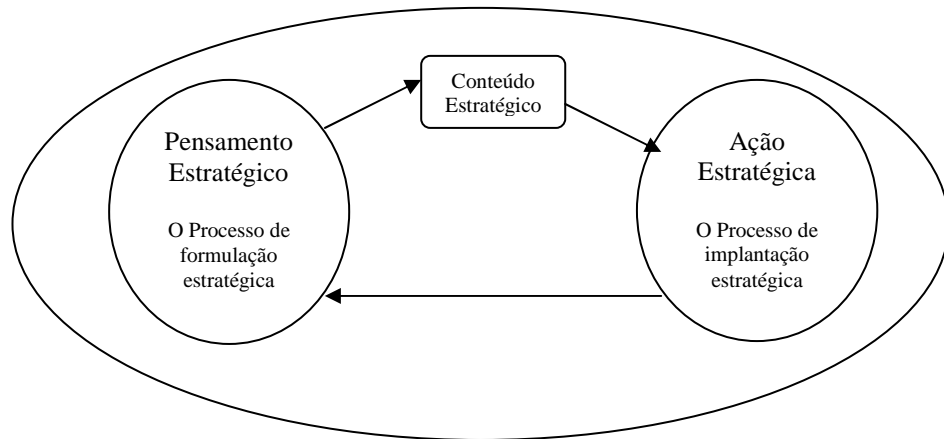 Conteúdo
Estratégico
Pensamento
Estratégico
O Processo de
formulação
estratégica
Ação
Estratégica
O Processo de
implantação
estratégica